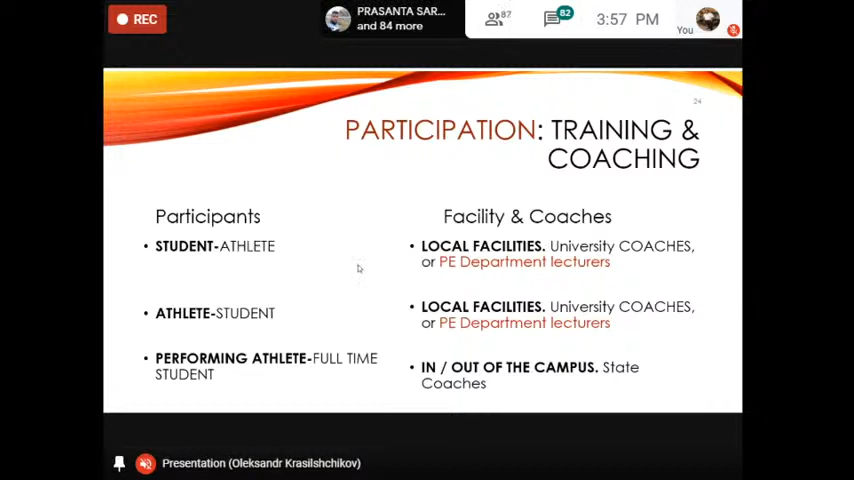 REC
PRASANTA SAR...
and 84 more
87
82
3:57 PM
You
24
PARTICIPATION: TRAINING &
COACHING
Participants
• STUDENT-ATHLETE
• ATHLETE-STUDENT
• PERFORMING ATHLETE-FULL TIME
STUDENT
Facility & Coaches
• LOCAL FACILITIES. University COACHES,
or PE Department lecturers
• LOCAL FACILITIES. University COACHES,
or PE Department lecturers
• IN / OUT OF THE CAMPUS. State
Coaches
Presentation (Oleksandr Krasilshchikov)